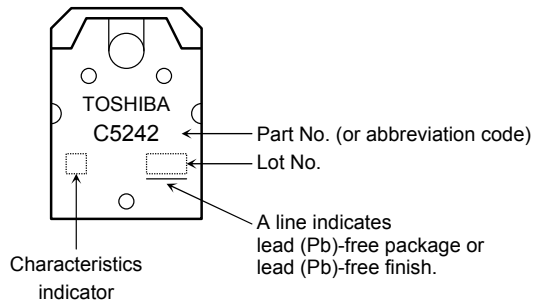 TOSHIBA
C5242
Part No. (or abbreviation code)
Lot No.
A line indicates
lead (Pb)-free package or
lead (Pb)-free finish.
Characteristics
indicator